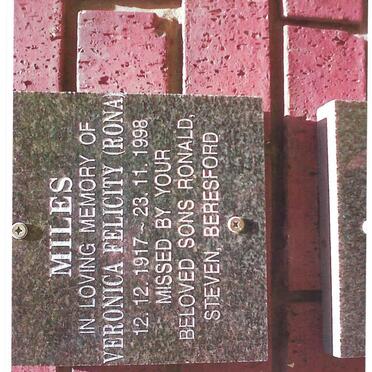 MILES
IN LOVING MEMORY OF
VERONICA FELICITY (RONA
12. 12. 1917 ~ 23. 11. 1998
MISSED BY YOUR
BELOVED SONS RONALD,
STEVEN, BERESFORD